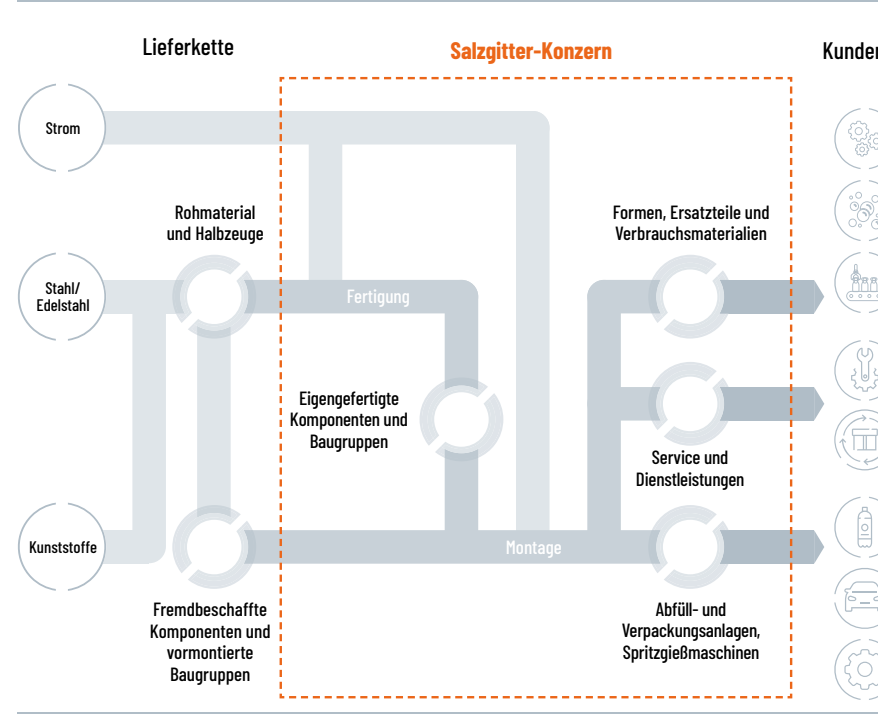 Lieferkette
Salzgitter-Konzern
Kunden
Strom
Rohmaterial
und Halbzeuge
Formen, Ersatzteile und
Verbrauchsmaterialien
Stahl/
Edelstahl
Fertigung
Eigengefertigte
Komponenten und
Baugruppen
Service und
Dienstleistungen
Kunststoffe
Montage
Fremdbeschaffte
Komponenten und
vormontierte
Baugruppen
Abfüll- und
Verpackungsanlagen,
Spritzgießmaschinen